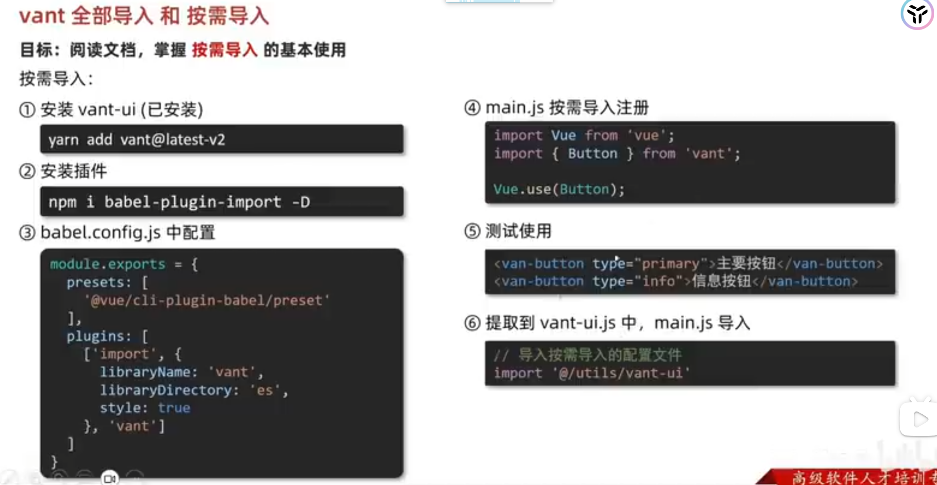 vant 全部导入 和 按需导入
目标：阅读文档，掌握 按需导入 的基本使用
按需导入：
① 安装 vant-ui (已安装)
yarn add vant@latest-v2
② 安装插件
npm i babel-plugin-import -D
③ babel.config.js 中配置
module.exports = {
  presets: [
    '@vue/cli-plugin-babel/preset'
  ],
  plugins: [
    ['import', {
      libraryName: 'vant',
      libraryDirectory: 'es',
      style: true
    }, 'vant']
  ]
}
④ main.js 按需导入注册
import Vue from 'vue';
import { Button } from 'vant';
Vue.use(Button);
⑤ 测试使用
<van-button type="primary">主要按钮</van-button>
<van-button type="info">信息按钮</van-button>
⑥ 提取到 vant-ui.js 中，main.js 导入
// 导入按需导入的配置文件
import '@/utils/vant-ui'
高级软件人才培训专